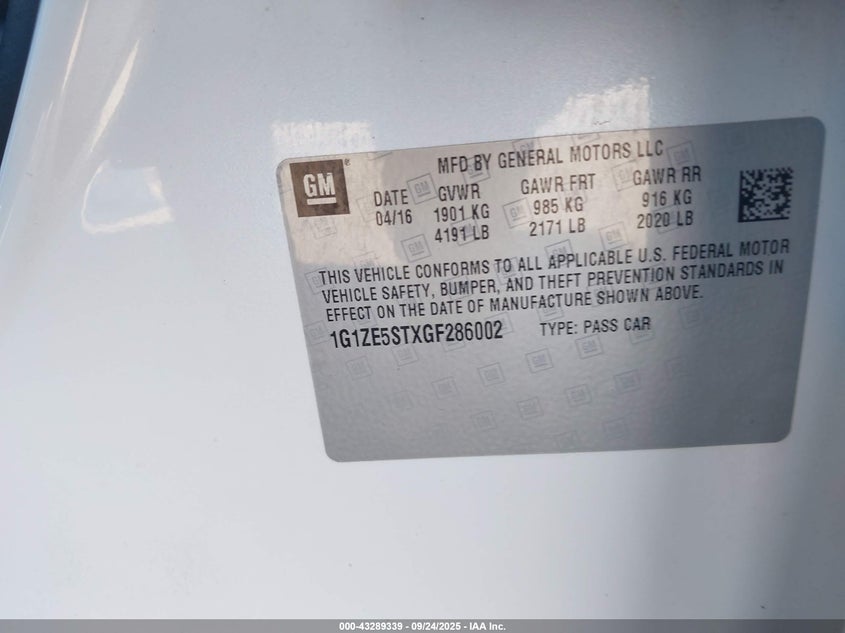 GM
MFD BY GENERAL MOTORS LLC
DATE GVWR GAWR FRT GAWR RR
04/16 1901 KG 985 KG 916 KG
4191 LB 2171 LB 2020 LB
THIS VEHICLE CONFORMS TO ALL APPLICABLE U.S. FEDERAL MOTOR
VEHICLE SAFETY, BUMPER, AND THEFT PREVENTION STANDARDS IN
EFFECT ON THE DATE OF MANUFACTURE SHOWN ABOVE.
1G1ZE5STXGF286002 TYPE: PASS CAR
000-43289339 - 09/24/2025 - IAA Inc.